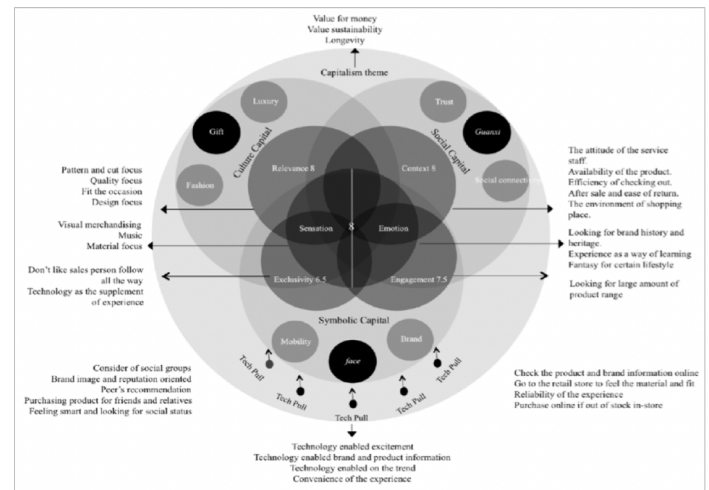 Value for money
Value sustainability
Longevity
Capitalism theme
Luxury
Trust
Gift
Guanxi
Culture Capital
Social Capital
Relevance 8
Context 8
Fashion
Social connection
Pattern and cut focus
Quality focus
Fit the occasion
Design focus
The attitude of the service
staff.
Availability of the product.
Efficiency of checking out.
After sale and ease of return.
The environment of shopping
place.
Visual merchandising
Music
Material focus
Sensation
8
Emotion
Looking for brand history and
heritage.
Experience as a way of learning
Fantasy for certain lifestyle
Don't like sales person follow
all the way
Technology as the supplement
of experience
Exclusivity 6.5
Engagement 7.5
Looking for large amount of
product range
Symbolic Capital
Mobility
face
Brand
Tech Pull
Tech Pull
Tech Pull
Tech Pull
Tech Pull
Consider of social groups
Brand image and reputation oriented
Peer's recommendation
Purchasing product for friends and relatives
Feeling smart and looking for social status
Check the product and brand information online
Go to the retail store to feel the material and fit
Reliability of the experience
Purchase online if out of stock in-store
Technology enabled excitement
Technology enabled brand and product information
Technology enabled on the trend
Convenience of the experience